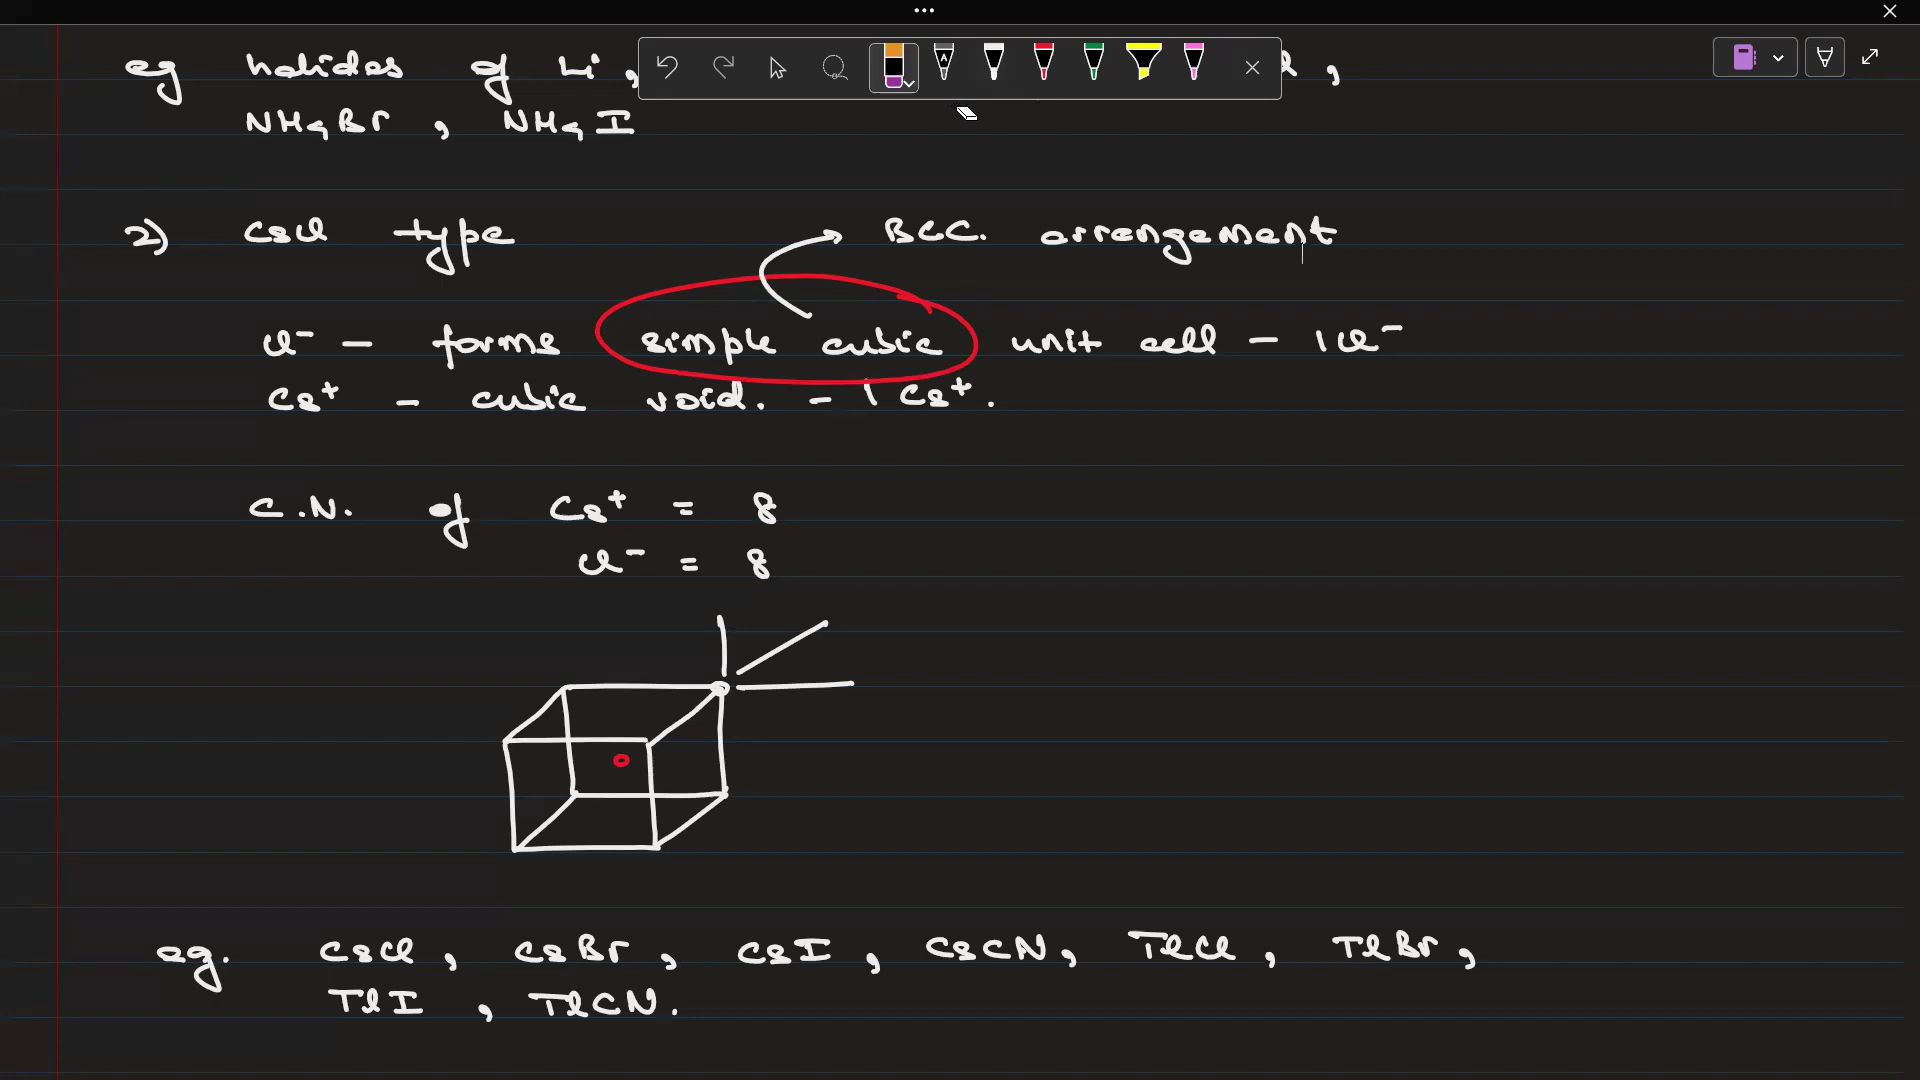 eg halides of Li,
NH4Br, NH4I
2) CsCl type → BCC. arrangement
Cl⁻ – forms simple cubic unit cell – 1Cl⁻
Cs⁺ – cubic void. – 1 Cs⁺.
C.N. of Cs⁺ = 8
Cl⁻ = 8
eg. CsCl, CsBr, CsI, CsCN, TlCl, TlBr,
TlI, TlCN.